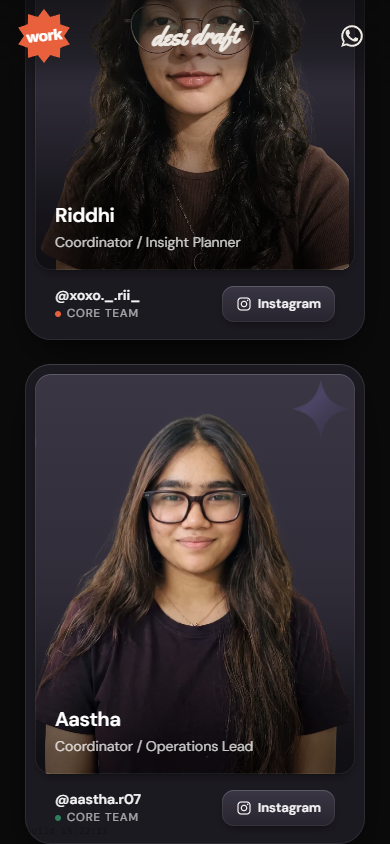 work
desi draft
Riddhi
Coordinator / Insight Planner
@xoxo._.rii_
CORE TEAM
Instagram
Aastha
Coordinator / Operations Lead
@aastha.r07
CORE TEAM
Instagram